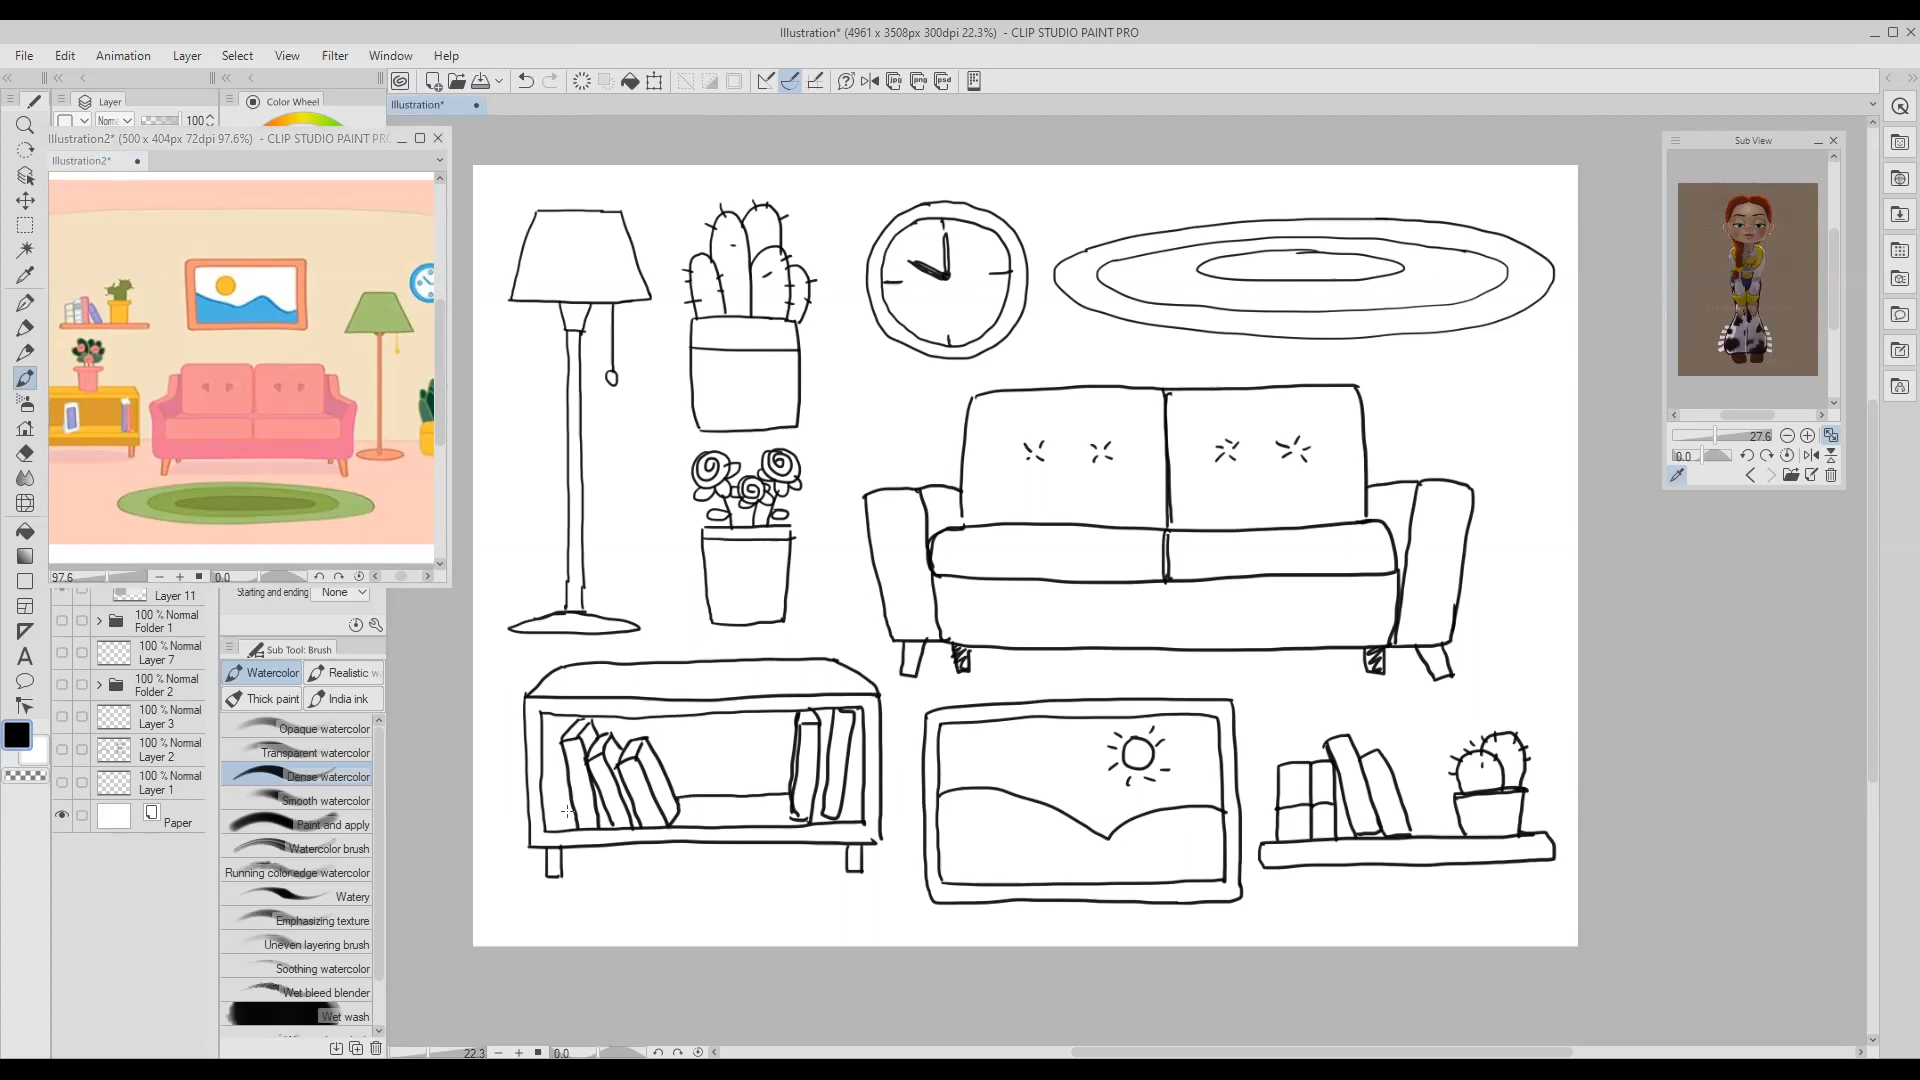 Illustration* (4961 x 3508px 300dpi 22.3%) - CLIP STUDIO PAINT PRO
File Edit Animation Layer Select View Filter Window Help
Layer
Color Wheel
Illustration*
Norm
100
Illustration2* (500 x 404px 72dpi 97.6%) - CLIP STUDIO PAINT PRO
Illustration2*
Sub View
27.6
0.0
97.6
0.0
Layer 11
Starting and ending None
100 % Normal
Folder 1
100 % Normal
Layer 7
100 % Normal
Folder 2
100 % Normal
Layer 3
100 % Normal
Layer 2
100 % Normal
Layer 1
Paper
Sub Tool: Brush
Watercolor Realistic w
Thick paint India ink
Opaque watercolor
Transparent watercolor
Dense watercolor
Smooth watercolor
Paint and apply
Watercolor brush
Running color edge watercolor
Watery
Emphasizing texture
Uneven layering brush
Soothing watercolor
Wet bleed blender
Wet wash
22.3
0.0